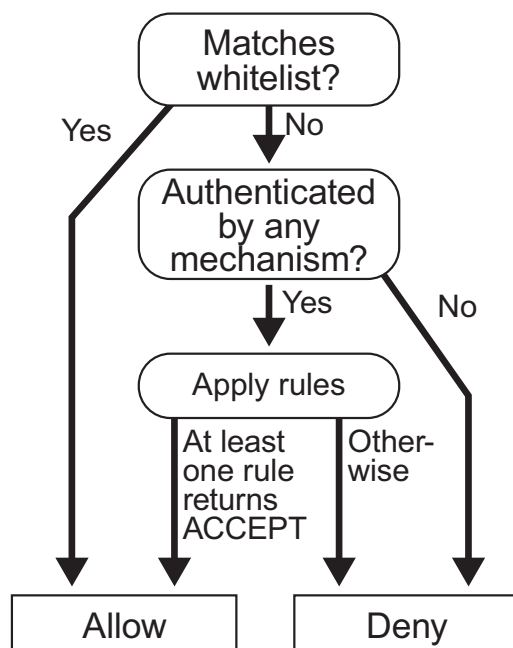 Matches
whitelist?
Yes
No
Authenticated
by any
mechanism?
Yes
No
Apply rules
At least
one rule
returns
ACCEPT
Other-
wise
Allow
Deny